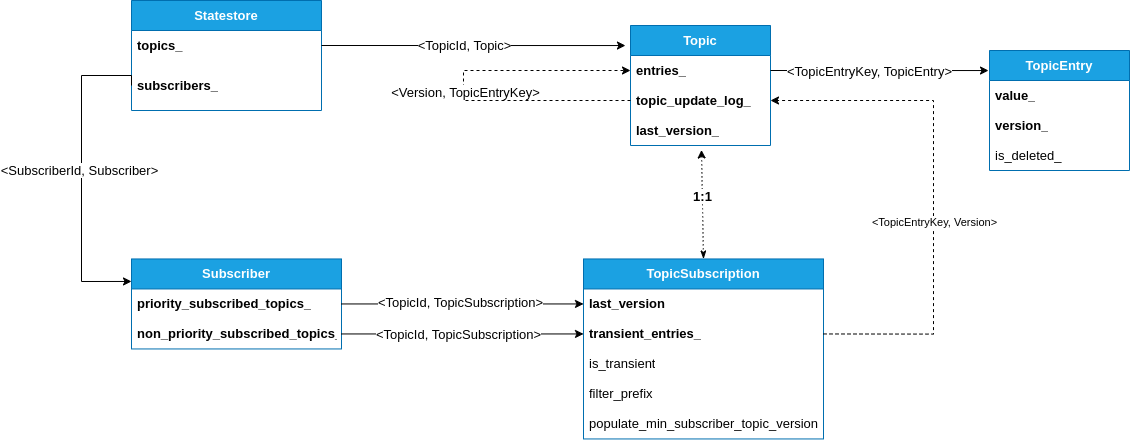 Statestore
topics_
subscribers_
<TopicId, Topic>
Topic
entries_
topic_update_log_
last_version_
<Version, TopicEntryKey>
<TopicEntryKey, TopicEntry>
TopicEntry
value_
version_
is_deleted_
<SubscriberId, Subscriber>
1:1
<TopicEntryKey, Version>
Subscriber
priority_subscribed_topics_
non_priority_subscribed_topics_
<TopicId, TopicSubscription>
<TopicId, TopicSubscription>
TopicSubscription
last_version
transient_entries_
is_transient
filter_prefix
populate_min_subscriber_topic_version